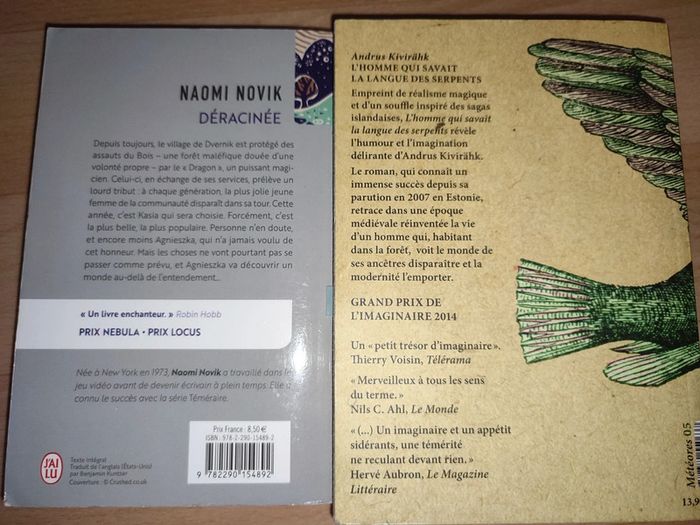 NAOMI NOVIK
DÉRACINÉE
Depuis toujours, le village de Dvernik est protégé des
assauts du Bois – une forêt maléfique douée d'une
volonté propre – par le « Dragon », un puissant magi-
cien. Celui-ci, en échange de ses services, prélève un
lourd tribut : à chaque génération, la plus jolie jeune
femme de la communauté disparaît dans sa tour. Cette
année, c'est Kasia qui sera choisie. Forcément, c'est
la plus belle, la plus populaire. Personne n'en doute,
et encore moins Agnieszka, qui n'a jamais voulu de
cet honneur. Mais les choses ne vont pourtant pas se
passer comme prévu, et Agnieszka va découvrir un
monde au-delà de l'entendement...
« Un livre enchanteur. » Robin Hobb
PRIX NEBULA • PRIX LOCUS
Née à New York en 1973, Naomi Novik a travaillé dans le
jeu vidéo avant de devenir écrivain à plein temps. Elle a
connu le succès avec la série Téméraire.
Prix France : 8,50 €
ISBN : 978-2-290-15489-2
9 782290 154892
J'AI
LU
Texte intégral
Traduit de l'anglais (États-Unis)
par Benjamin Kuntzer
Couverture : © Crushed.co.uk
Andrus Kivirähk
L'HOMME QUI SAVAIT
LA LANGUE DES SERPENTS
Empreint de réalisme magique
et d'un souffle inspiré des sagas
islandaises, L'homme qui savait
la langue des serpents révèle
l'humour et l'imagination
délirante d'Andrus Kivirähk.
Le roman, qui connaît un
immense succès depuis sa
parution en 2007 en Estonie,
retrace dans une époque
médiévale réinventée la vie
d'un homme qui, habitant
dans la forêt, voit le monde de
ses ancêtres disparaître et la
modernité l'emporter.
GRAND PRIX DE
L'IMAGINAIRE 2014
Un « petit trésor d'imaginaire ».
Thierry Voisin, Télérama
« Merveilleux à tous les sens
du terme. »
Nils C. Ahl, Le Monde
« (...) Un imaginaire et un appétit
sidérants, une témérité
ne reculant devant rien. »
Hervé Aubron, Le Magazine
Littéraire
Météores 05
13,9